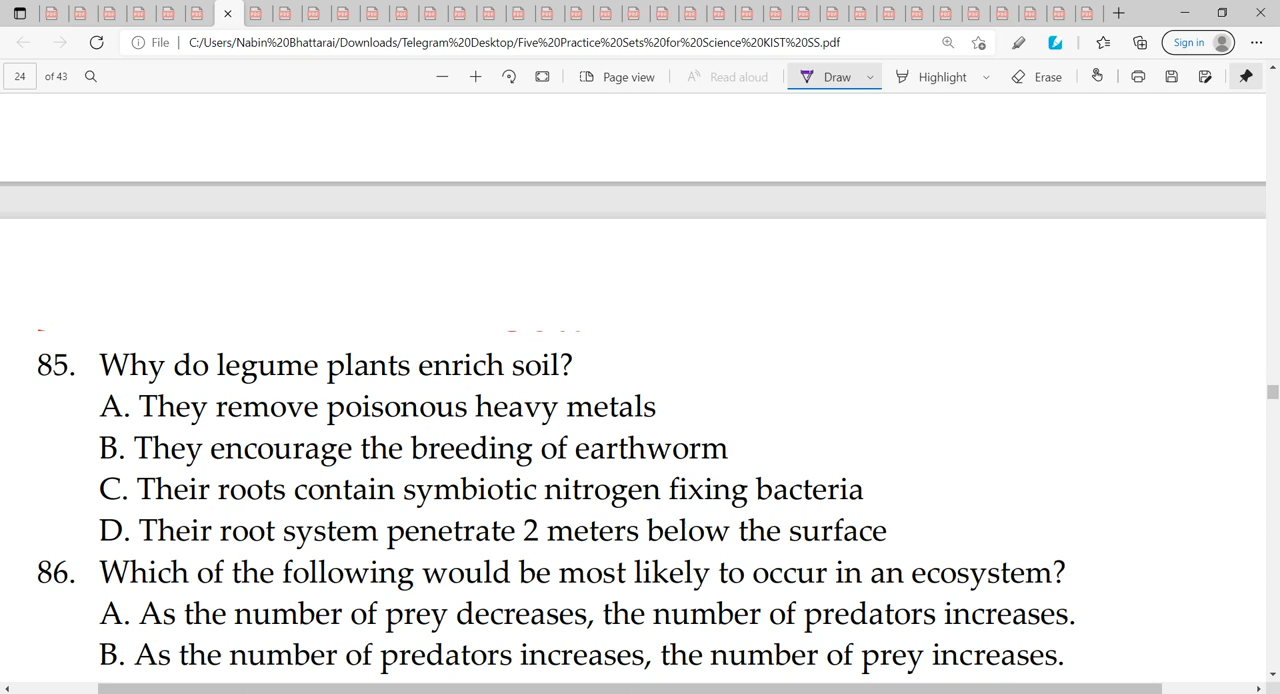 File | C:/Users/Nabin%20Bhattarai/Downloads/Telegram%20Desktop/Five%20Practice%20Sets%20for%20Science%20KIST%20SS.pdf Sign in
24 of 43 Page view Read aloud Draw Highlight Erase
85. Why do legume plants enrich soil?
A. They remove poisonous heavy metals
B. They encourage the breeding of earthworm
C. Their roots contain symbiotic nitrogen fixing bacteria
D. Their root system penetrate 2 meters below the surface
86. Which of the following would be most likely to occur in an ecosystem?
A. As the number of prey decreases, the number of predators increases.
B. As the number of predators increases, the number of prey increases.